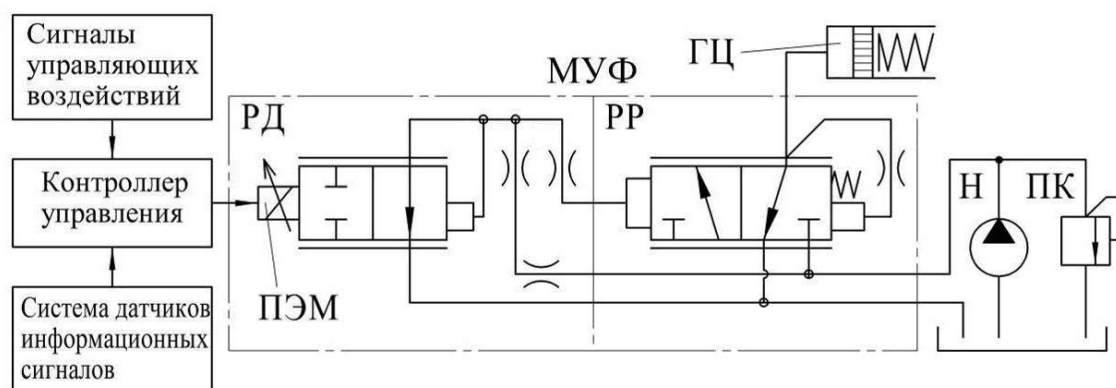 Сигналы
управляющих
воздействий
Контроллер
управления
Система датчиков
информационных
сигналов
МУФ
РД
РР
ГЦ
ПЭМ
Н
ПК